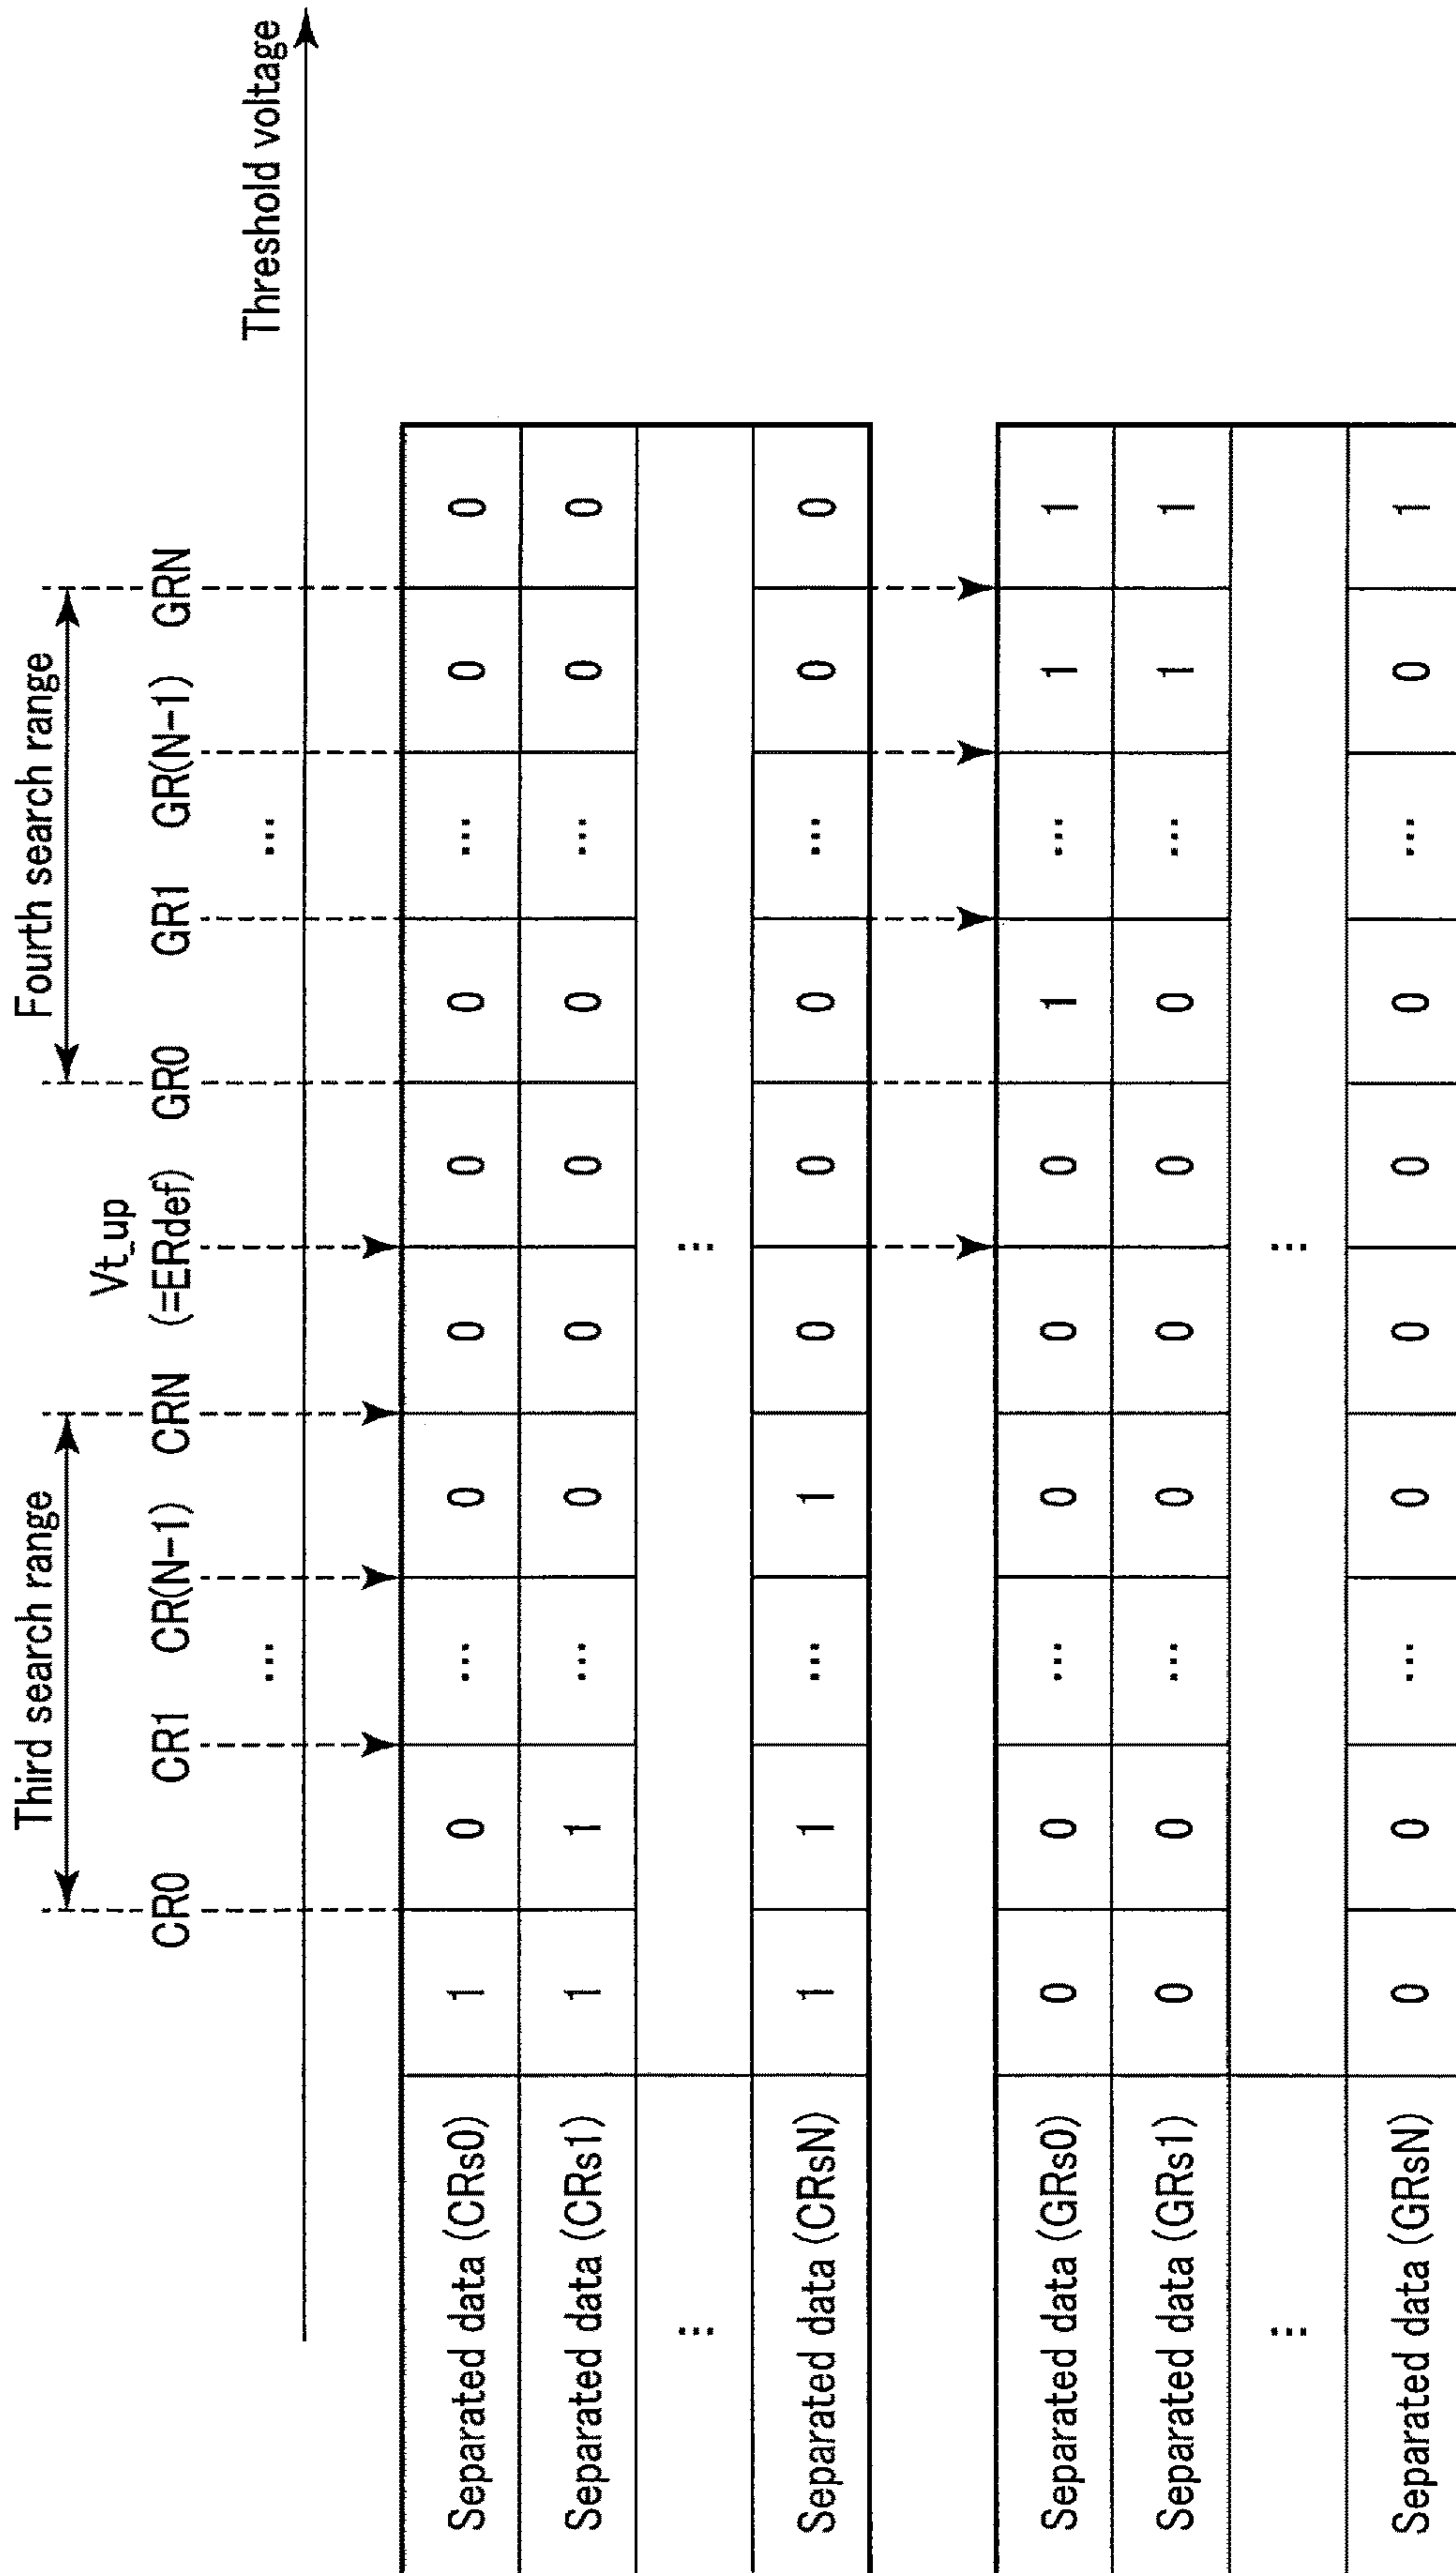 Third search range Fourth search range
Vt_up
CR0 CR1 CR(N-1) CRN (=ERdef) GR0 GR1 GR(N-1) GRN
... ...
Threshold voltage
Separated data (CRs0) 1 0 ... 0 0 0 0 ... 0 0
Separated data (CRs1) 1 1 ... 0 0 0 0 ... 0 0
... ...
Separated data (CRsN) 1 1 ... 1 0 0 0 ... 0 0
Separated data (GRs0) 0 0 ... 0 0 0 1 ... 1 1
Separated data (GRs1) 0 0 ... 0 0 0 0 ... 1 1
... ...
Separated data (GRsN) 0 0 ... 0 0 0 0 ... 0 1